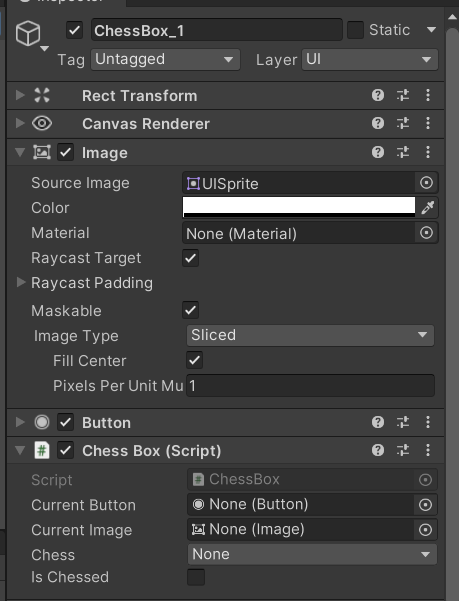 ChessBox_1 Static
Tag Untagged Layer UI
Rect Transform
Canvas Renderer
Image
Source Image UISprite
Color
Material None (Material)
Raycast Target
Raycast Padding
Maskable
Image Type Sliced
Fill Center
Pixels Per Unit Mu 1
Button
# Chess Box (Script)
Script # ChessBox
Current Button None (Button)
Current Image None (Image)
Chess None
Is Chessed